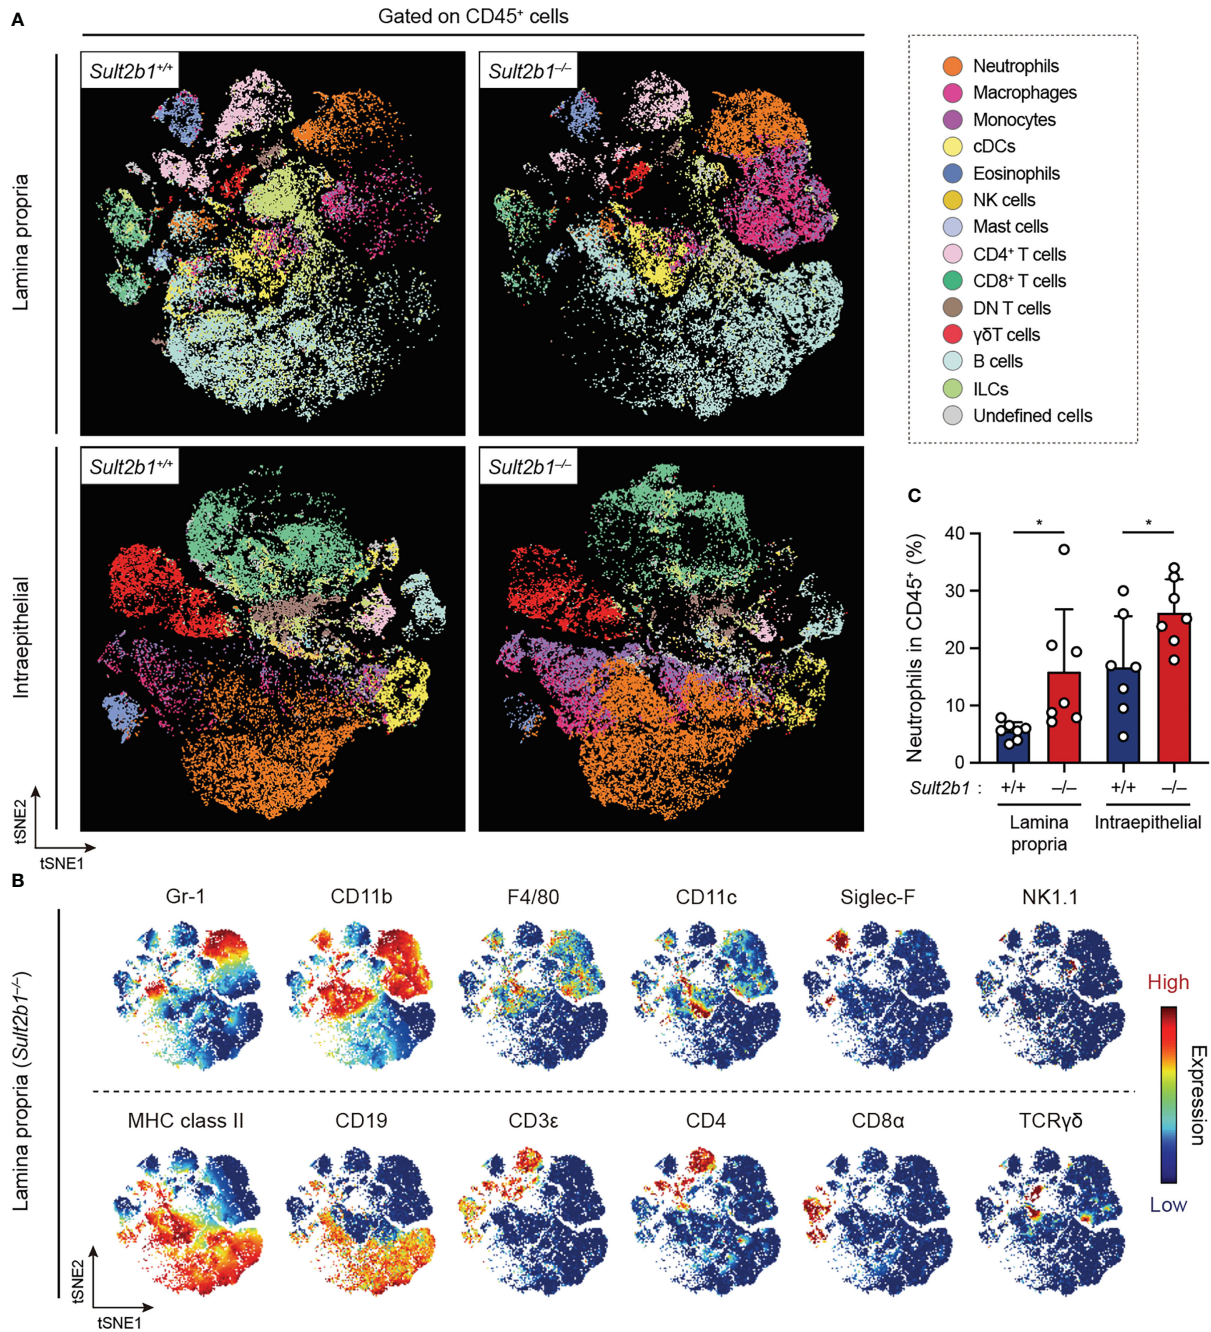 A
Gated on CD45⁺ cells
Sult2b1⁺/⁺
Sult2b1⁻/⁻
Lamina propria
Neutrophils
Macrophages
Monocytes
cDCs
Eosinophils
NK cells
Mast cells
CD4⁺ T cells
CD8⁺ T cells
DN T cells
γδT cells
B cells
ILCs
Undefined cells
Sult2b1⁺/⁺
Sult2b1⁻/⁻
Intraepithelial
tSNE2
tSNE1
C
Neutrophils in CD45⁺ (%)
40
30
20
10
0
* *
Sult2b1 : +/+ –/– +/+ –/–
Lamina propria
Intraepithelial
B
Lamina propria (Sult2b1⁻/⁻)
Gr-1 CD11b F4/80 CD11c Siglec-F NK1.1
MHC class II CD19 CD3ε CD4 CD8α TCRγδ
High
Expression
Low
tSNE2
tSNE1